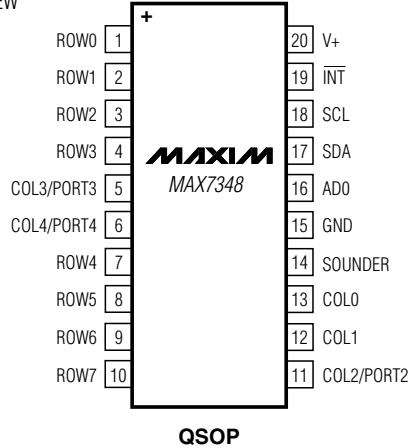 +
ROW0 1 20 V+
ROW1 2 19 INT
ROW2 3 18 SCL
ROW3 4 MAXIM 17 SDA
COL3/PORT3 5 MAX7348 16 AD0
COL4/PORT4 6 15 GND
ROW4 7 14 SOUNDER
ROW5 8 13 COL0
ROW6 9 12 COL1
ROW7 10 11 COL2/PORT2
QSOP